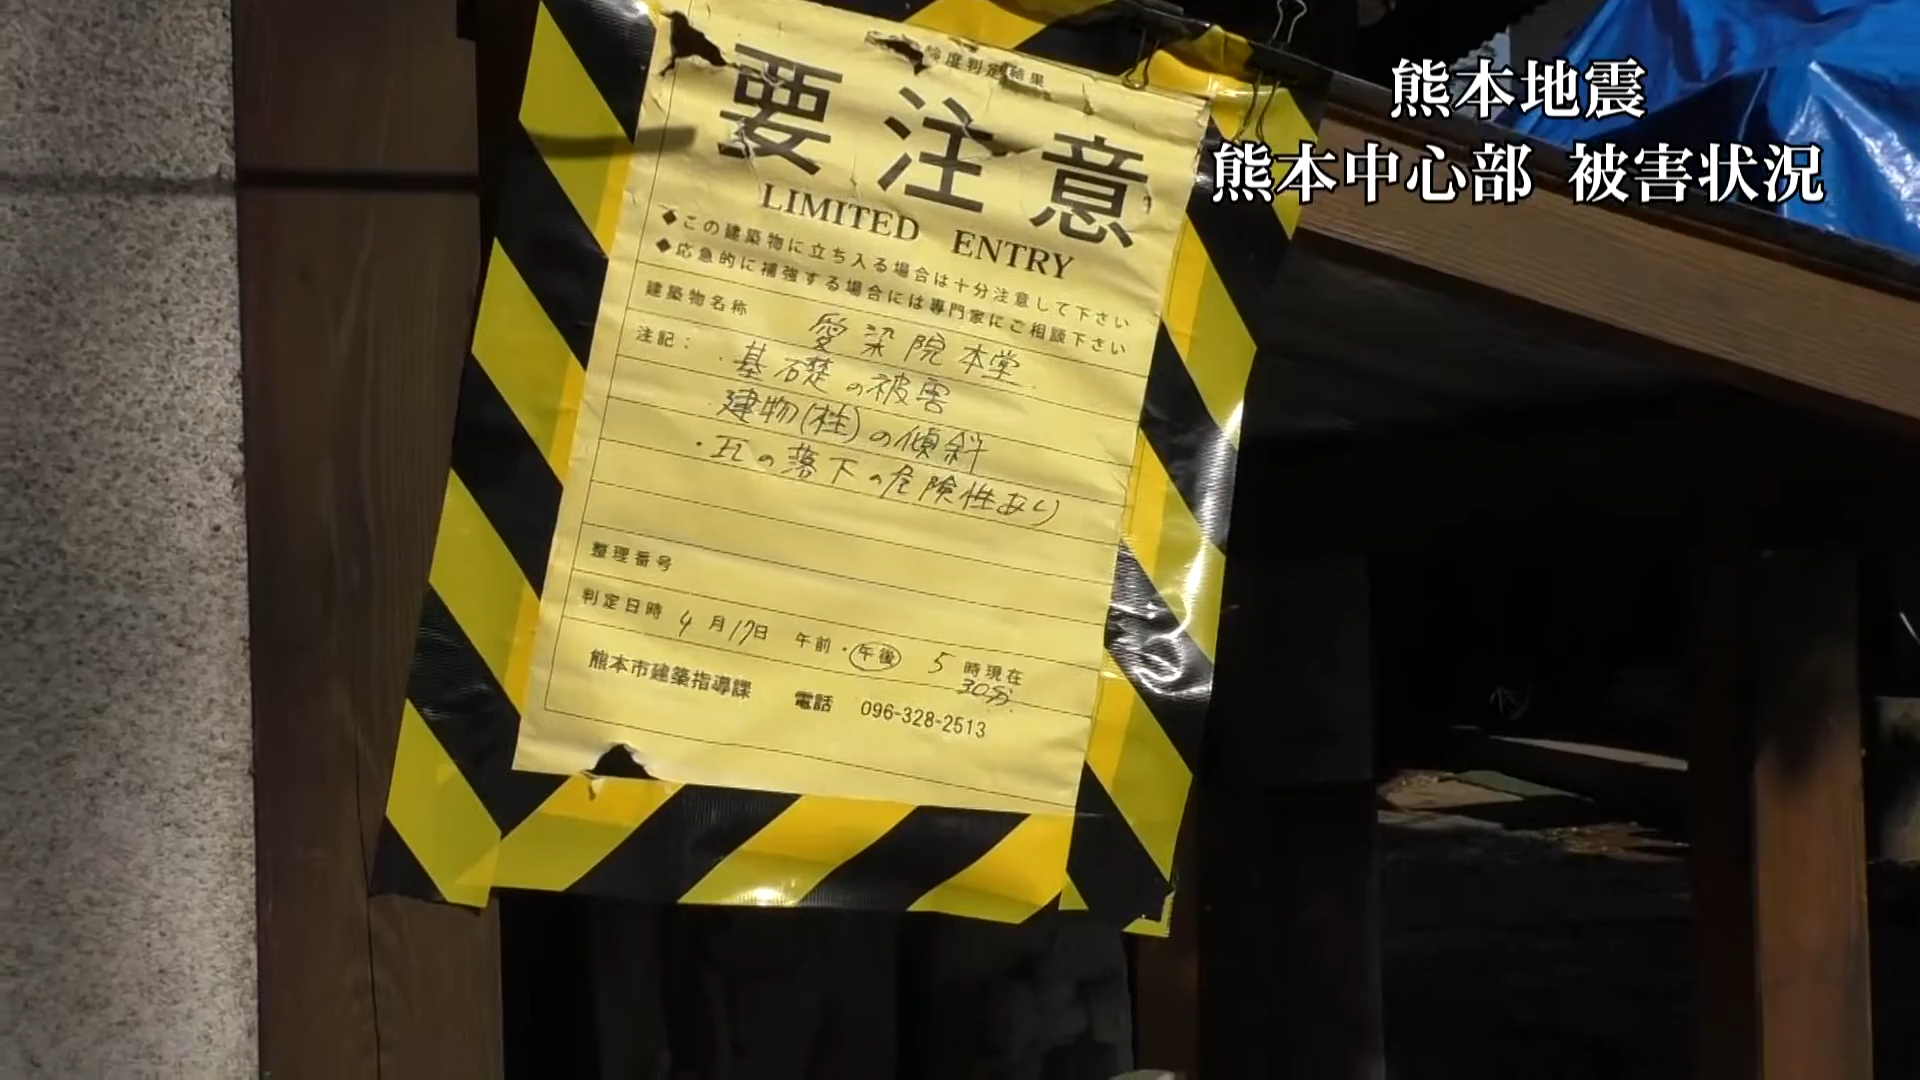 熊本地震
熊本中心部 被害状況
度判定結果
要注意
LIMITED ENTRY
◆この建築物に立ち入る場合は十分注意して下さい
◆応急的に補強する場合には専門家にご相談下さい
建築物名称 愛染院本堂
注記： ・基礎の被害
建物(柱)の傾斜
・瓦の落下の危険性あり
整理番号
判定日時 4月17日 午前・午後 5時現在
30分
熊本市建築指導課 電話 096-328-2513